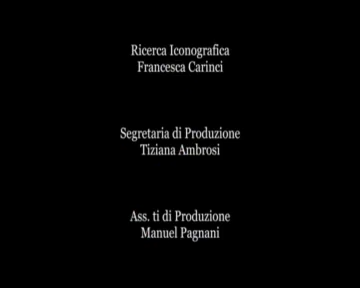 Ricerca Iconografica
Francesca Carinci
Segretaria di Produzione
Tiziana Ambrosi
Ass. ti di Produzione
Manuel Pagnani